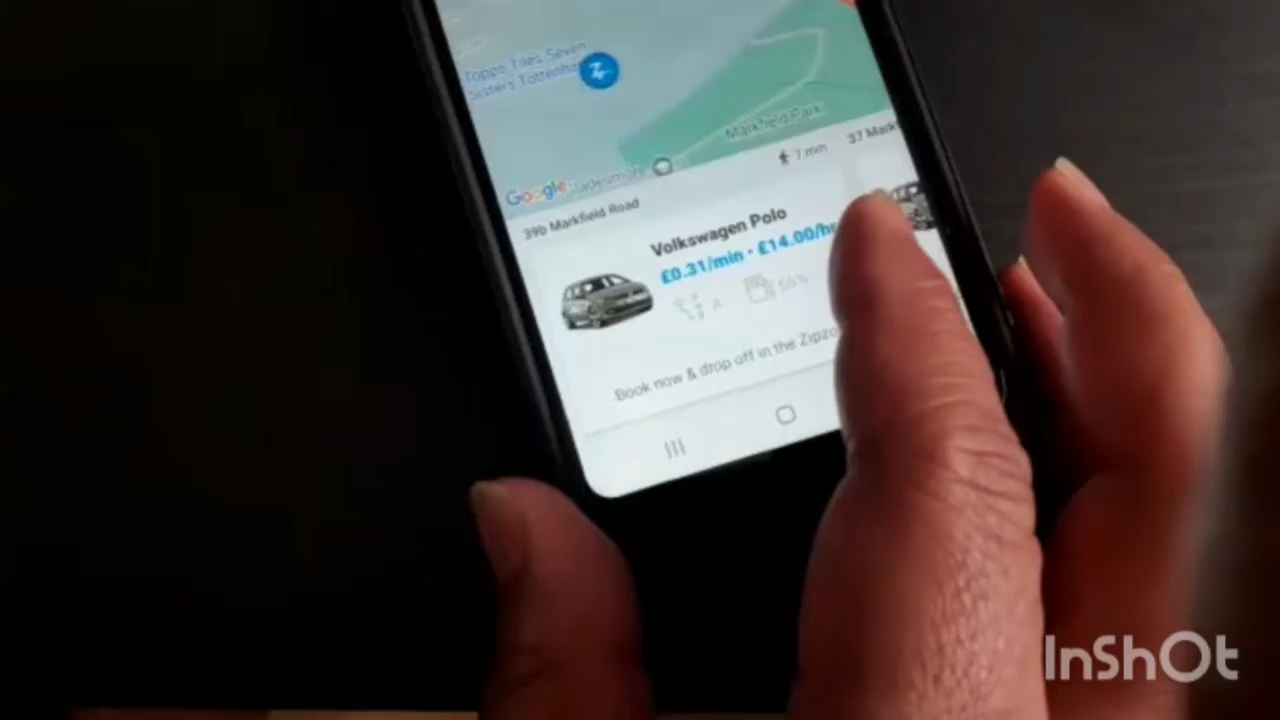 Topps Tiles Seven
Sisters Tottenha
Markfield Park
Google
7 min
37 Mark
39b Markfield Road
Volkswagen Polo
£0.31/min · £14.00/h
A
Book now & drop off in the Zipzo
InShOt